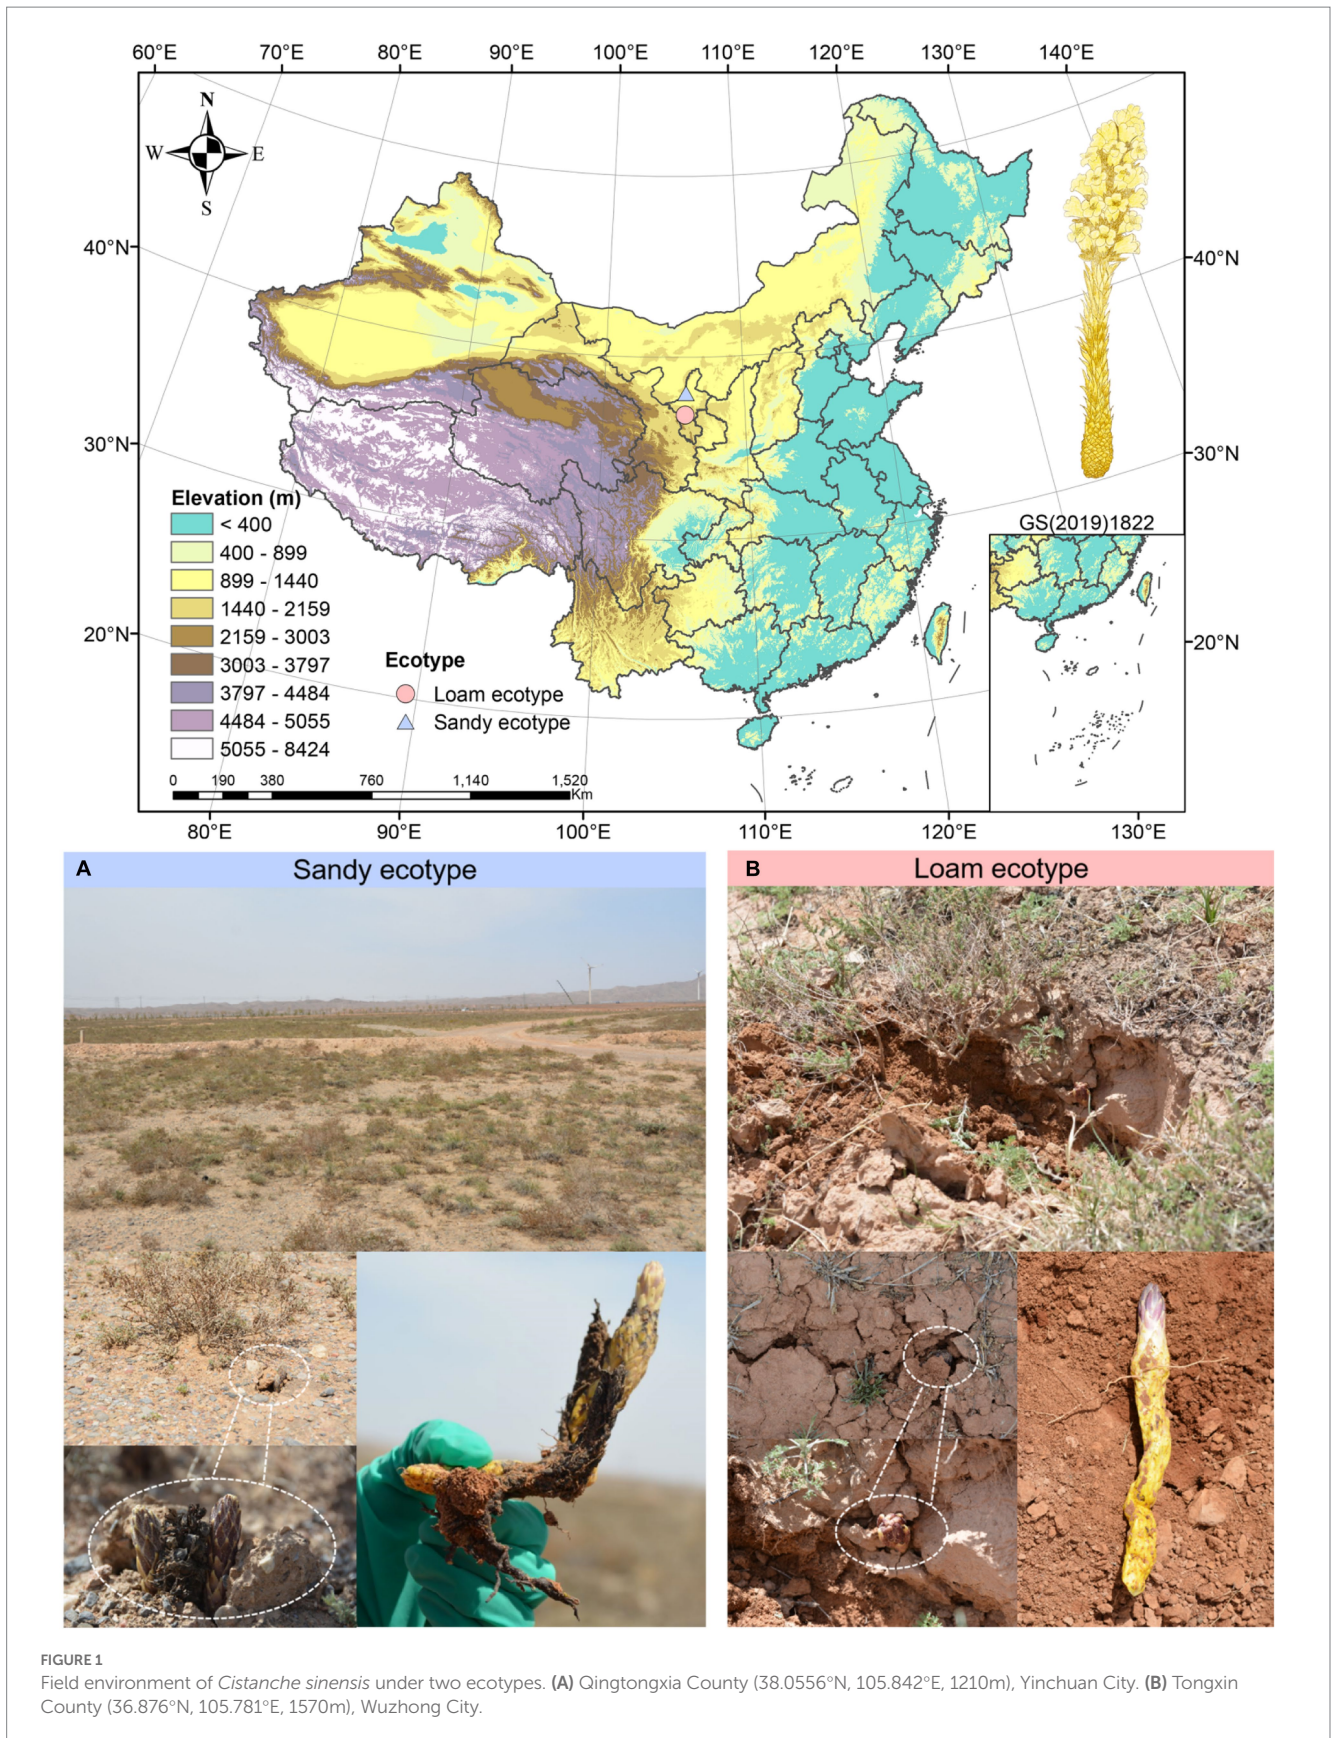 60°E 70°E 80°E 90°E 100°E 110°E 120°E 130°E 140°E
N
W E
S
40°N 40°N
30°N 30°N
Elevation (m)
< 400
400 - 899
899 - 1440
1440 - 2159
2159 - 3003
3003 - 3797
3797 - 4484
4484 - 5055
5055 - 8424
GS(2019)1822
20°N 20°N
Ecotype
Loam ecotype
Sandy ecotype
0 190 380 760 1,140 1,520
Km
80°E 90°E 100°E 110°E 120°E 130°E
A Sandy ecotype
B Loam ecotype
FIGURE 1
Field environment of Cistanche sinensis under two ecotypes. (A) Qingtongxia County (38.0556°N, 105.842°E, 1210m), Yinchuan City. (B) Tongxin
County (36.876°N, 105.781°E, 1570m), Wuzhong City.